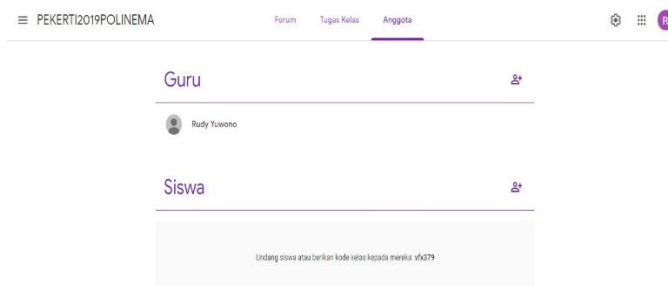 PEKERTI2019POLINEMA
Forum Tugas Kelas Anggota
R
Guru
Rudy Yuwono
Siswa
Undang siswa atau berikan kode kelas kepada mereka: vfx379